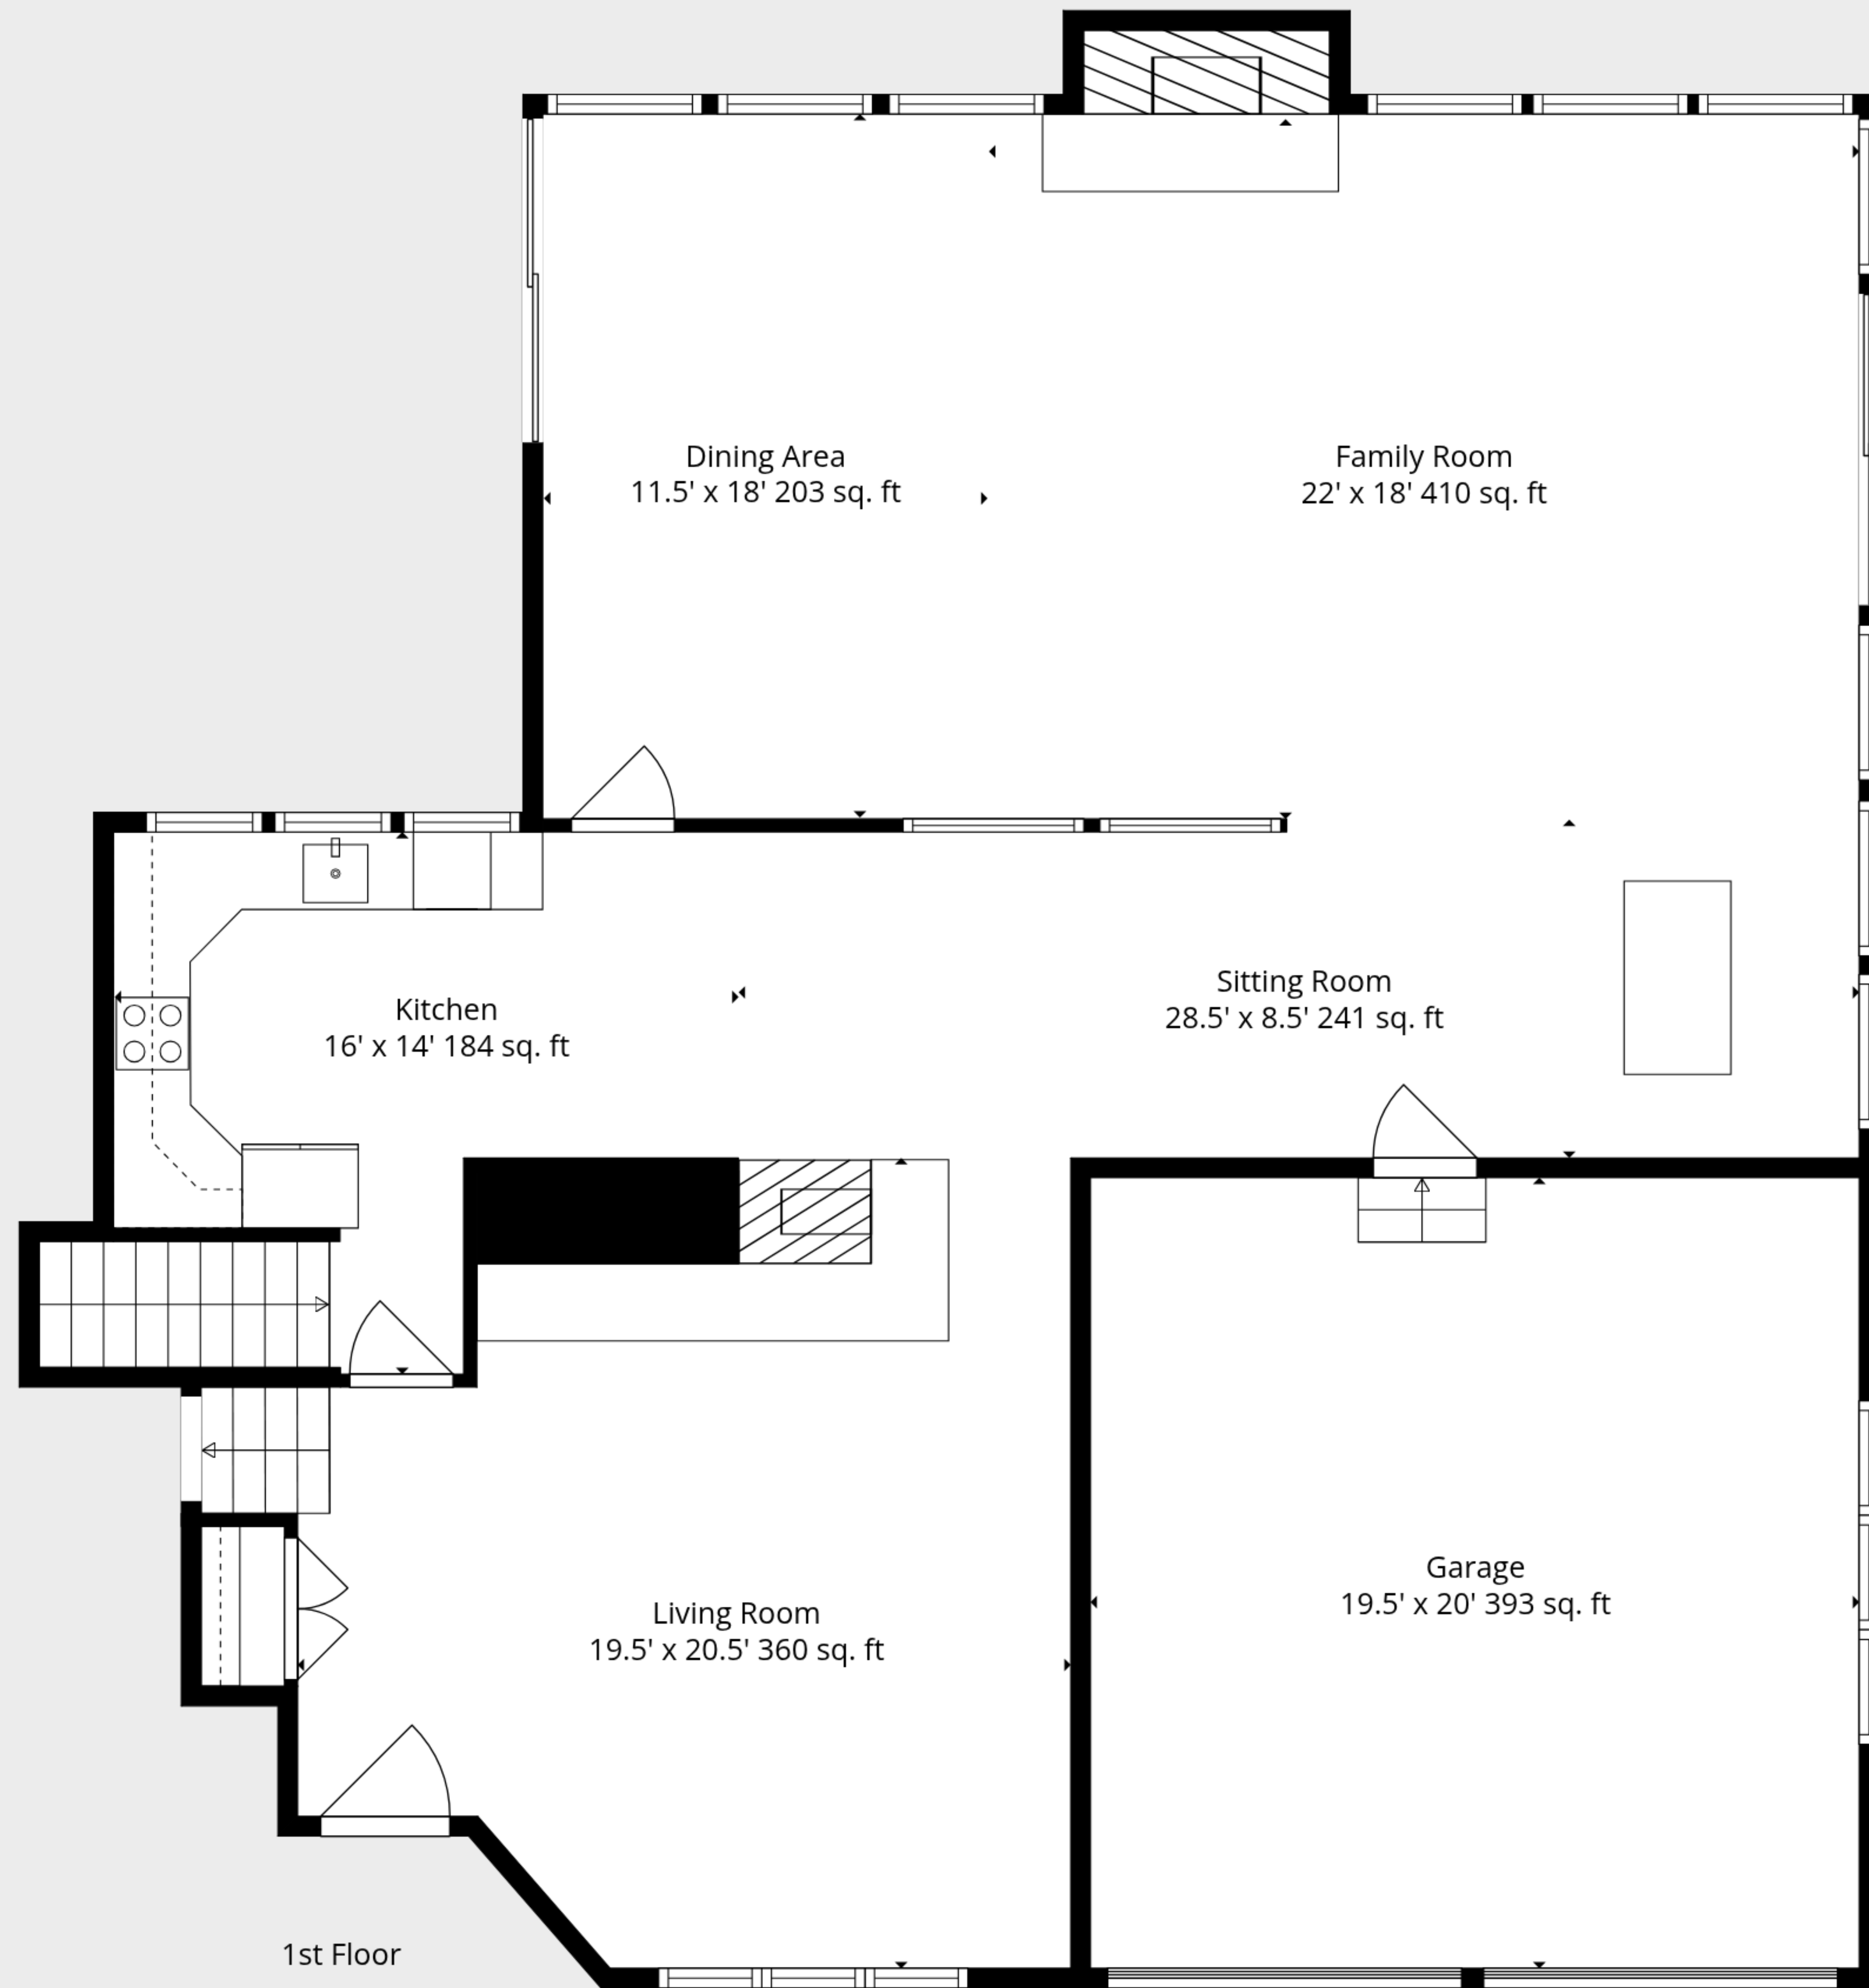 Dining Area
11.5' x 18' 203 sq. ft
Family Room
22' x 18' 410 sq. ft
Kitchen
16' x 14' 184 sq. ft
Sitting Room
28.5' x 8.5' 241 sq. ft
Living Room
19.5' x 20.5' 360 sq. ft
Garage
19.5' x 20' 393 sq. ft
1st Floor